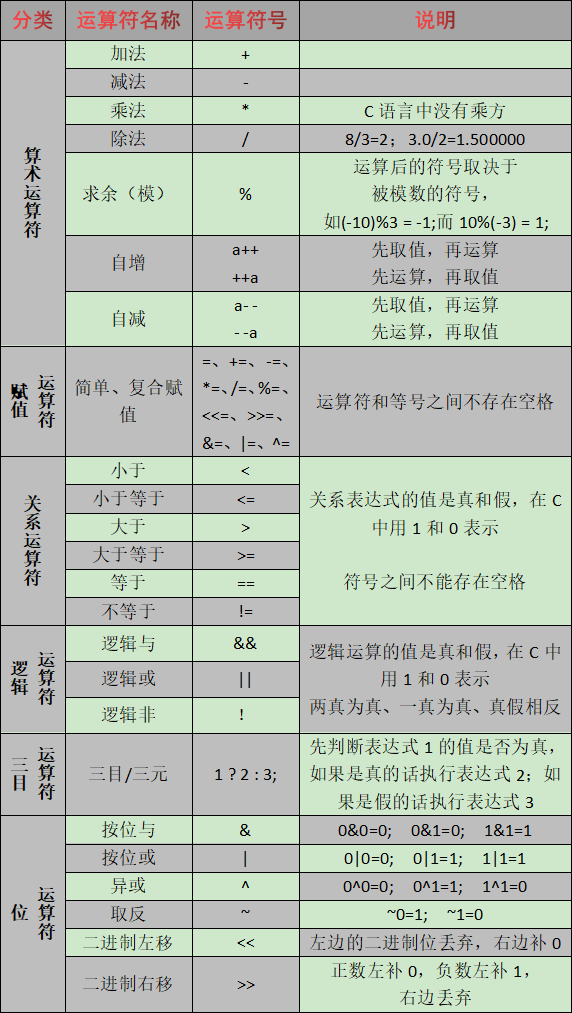 分类 运算符名称 运算符号 说明
算术运算符
加法 +
减法 -
乘法 * C 语言中没有乘方
除法 / 8/3=2；3.0/2=1.500000
求余（模） %
运算后的符号取决于
被模数的符号，
如(-10)%3 = -1;而 10%(-3) = 1;
自增
a++ 先取值，再运算
++a 先运算，再取值
自减
a-- 先取值，再运算
--a 先运算，再取值
赋值
运算符
简单、复合赋
值
=、+=、-=、
*=、/=、%=、
<<=、>>=、
&=、|=、^=
运算符和等号之间不存在空格
关系运算符
小于 <
小于等于 <=
大于 >
大于等于 >=
等于 ==
不等于 !=
关系表达式的值是真和假，在 C
中用 1 和 0 表示
符号之间不能存在空格
逻辑
运算符
逻辑与 &&
逻辑或 ||
逻辑非 !
逻辑运算的值是真和假，在 C 中
用 1 和 0 表示
两真为真、一真为真、真假相反
三目
运算符
三目/三元 1 ? 2 : 3;
先判断表达式 1 的值是否为真，
如果是真的话执行表达式 2；如
果是假的话执行表达式 3
位
运算符
按位与 & 0&0=0; 0&1=0; 1&1=1
按位或 | 0|0=0; 0|1=1; 1|1=1
异或 ^ 0^0=0; 0^1=1; 1^1=0
取反 ~ ~0=1; ~1=0
二进制左移 << 左边的二进制位丢弃，右边补 0
二进制右移 >>
正数左补 0，负数左补 1，
右边丢弃